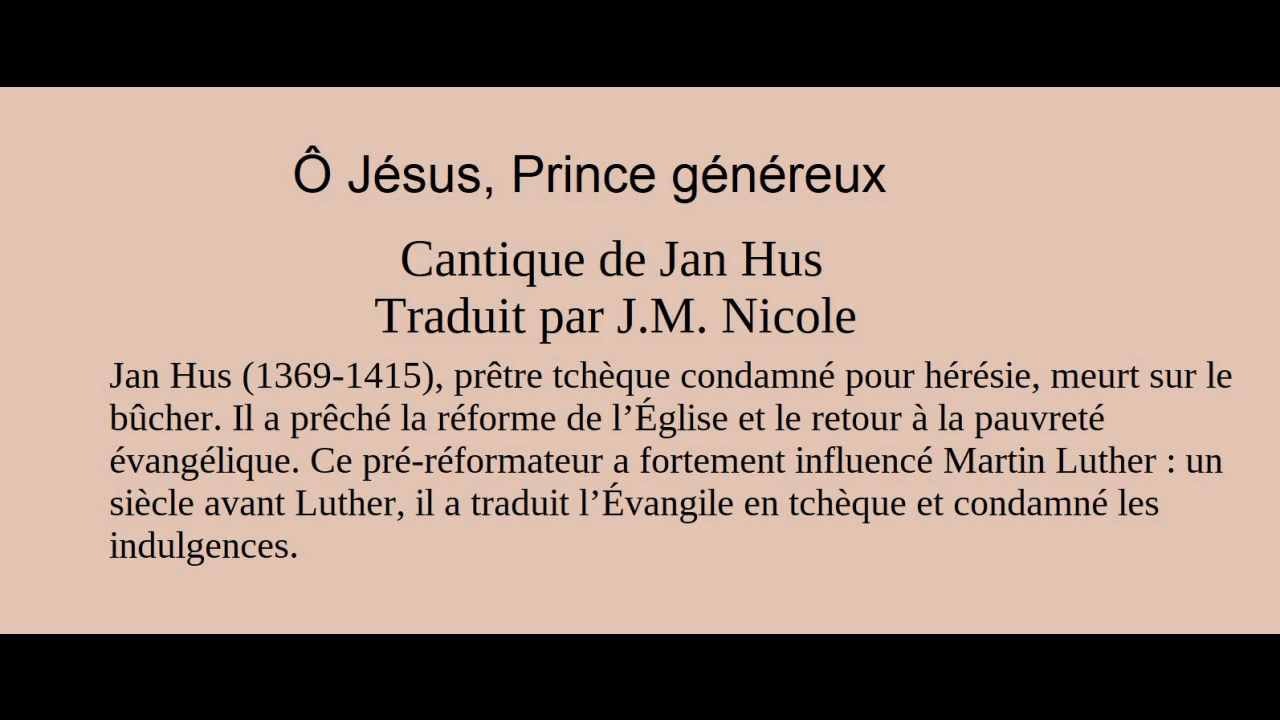 Ô Jésus, Prince généreux
Cantique de Jan Hus
Traduit par J.M. Nicole
Jan Hus (1369-1415), prêtre tchèque condamné pour hérésie, meurt sur le
bûcher. Il a prêché la réforme de l’Église et le retour à la pauvreté
évangélique. Ce pré-réformateur a fortement influencé Martin Luther : un
siècle avant Luther, il a traduit l’Évangile en tchèque et condamné les
indulgences.